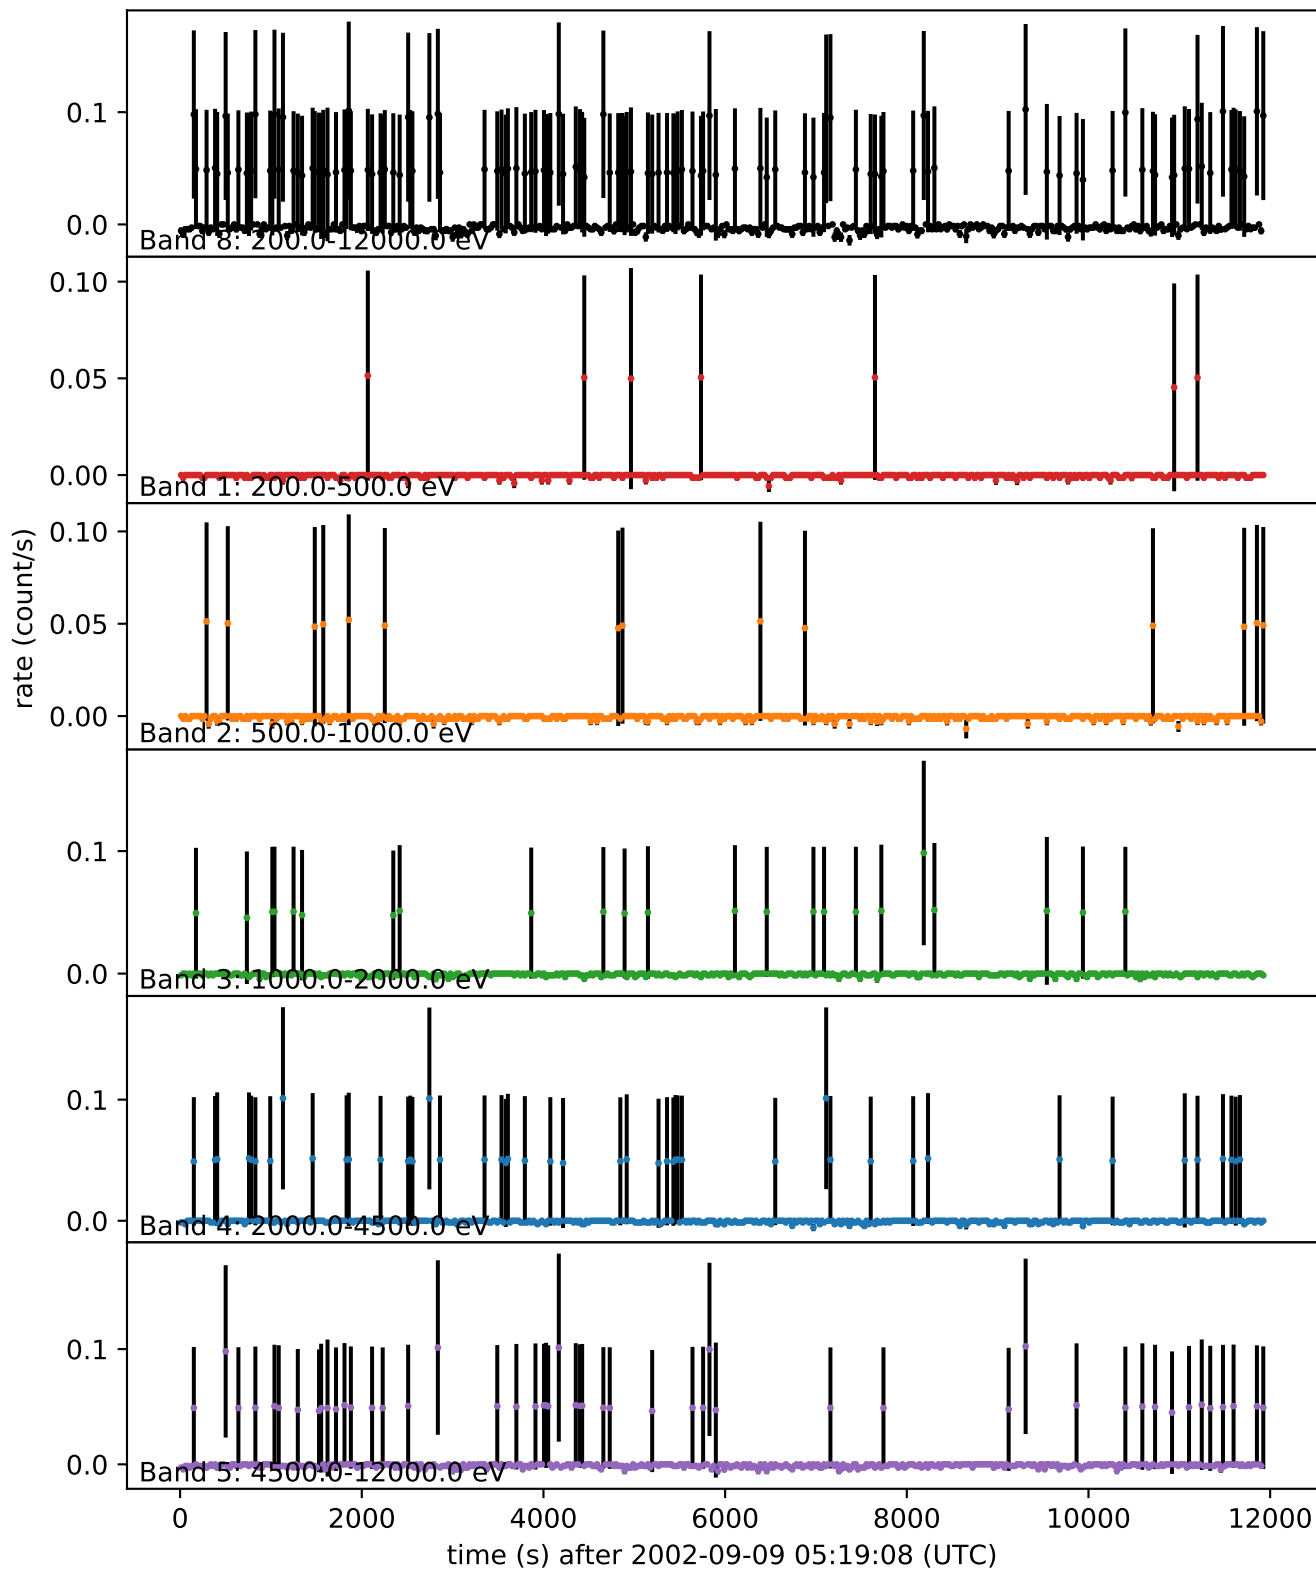 0.1
0.0
Band 8: 200.0-12000.0 eV
0.10
0.05
0.00
Band 1: 200.0-500.0 eV
0.10
0.05
0.00
Band 2: 500.0-1000.0 eV
rate (count/s)
0.1
0.0
Band 3: 1000.0-2000.0 eV
0.1
0.0
Band 4: 2000.0-4500.0 eV
0.1
0.0
Band 5: 4500.0-12000.0 eV
0 2000 4000 6000 8000 10000 12000
time (s) after 2002-09-09 05:19:08 (UTC)